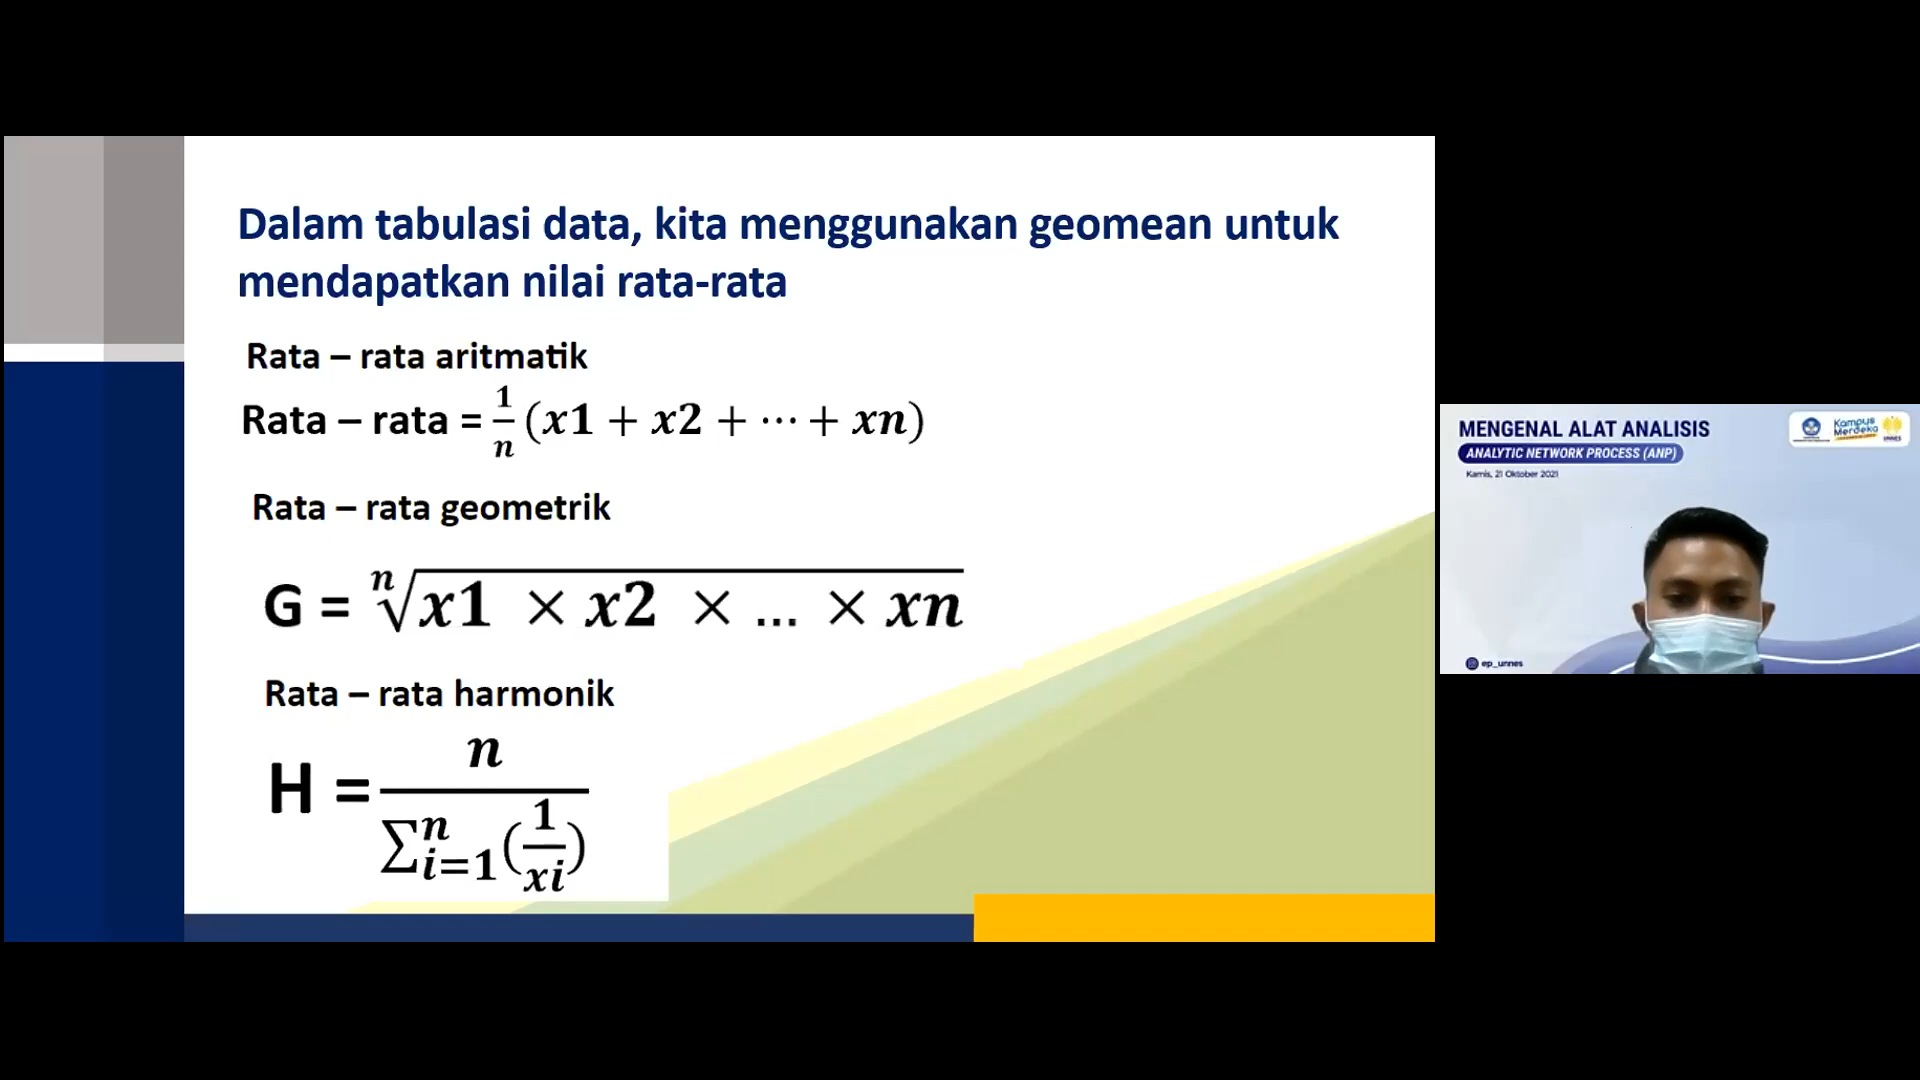 Dalam tabulasi data, kita menggunakan geomean untuk
mendapatkan nilai rata-rata
Rata – rata aritmatik
Rata – rata = 1/n (x1 + x2 + ⋯ + xn)
Rata – rata geometrik
G = ⁿ√x1 × x2 × ... × xn
Rata – rata harmonik
H = n / ∑ⁿᵢ₌₁(1/xi)
MENGENAL ALAT ANALISIS
ANALYTIC NETWORK PROCESS (ANP)
Kamis, 21 Oktober 2021
Kampus
Merdeka
UNNES
ep_unnes